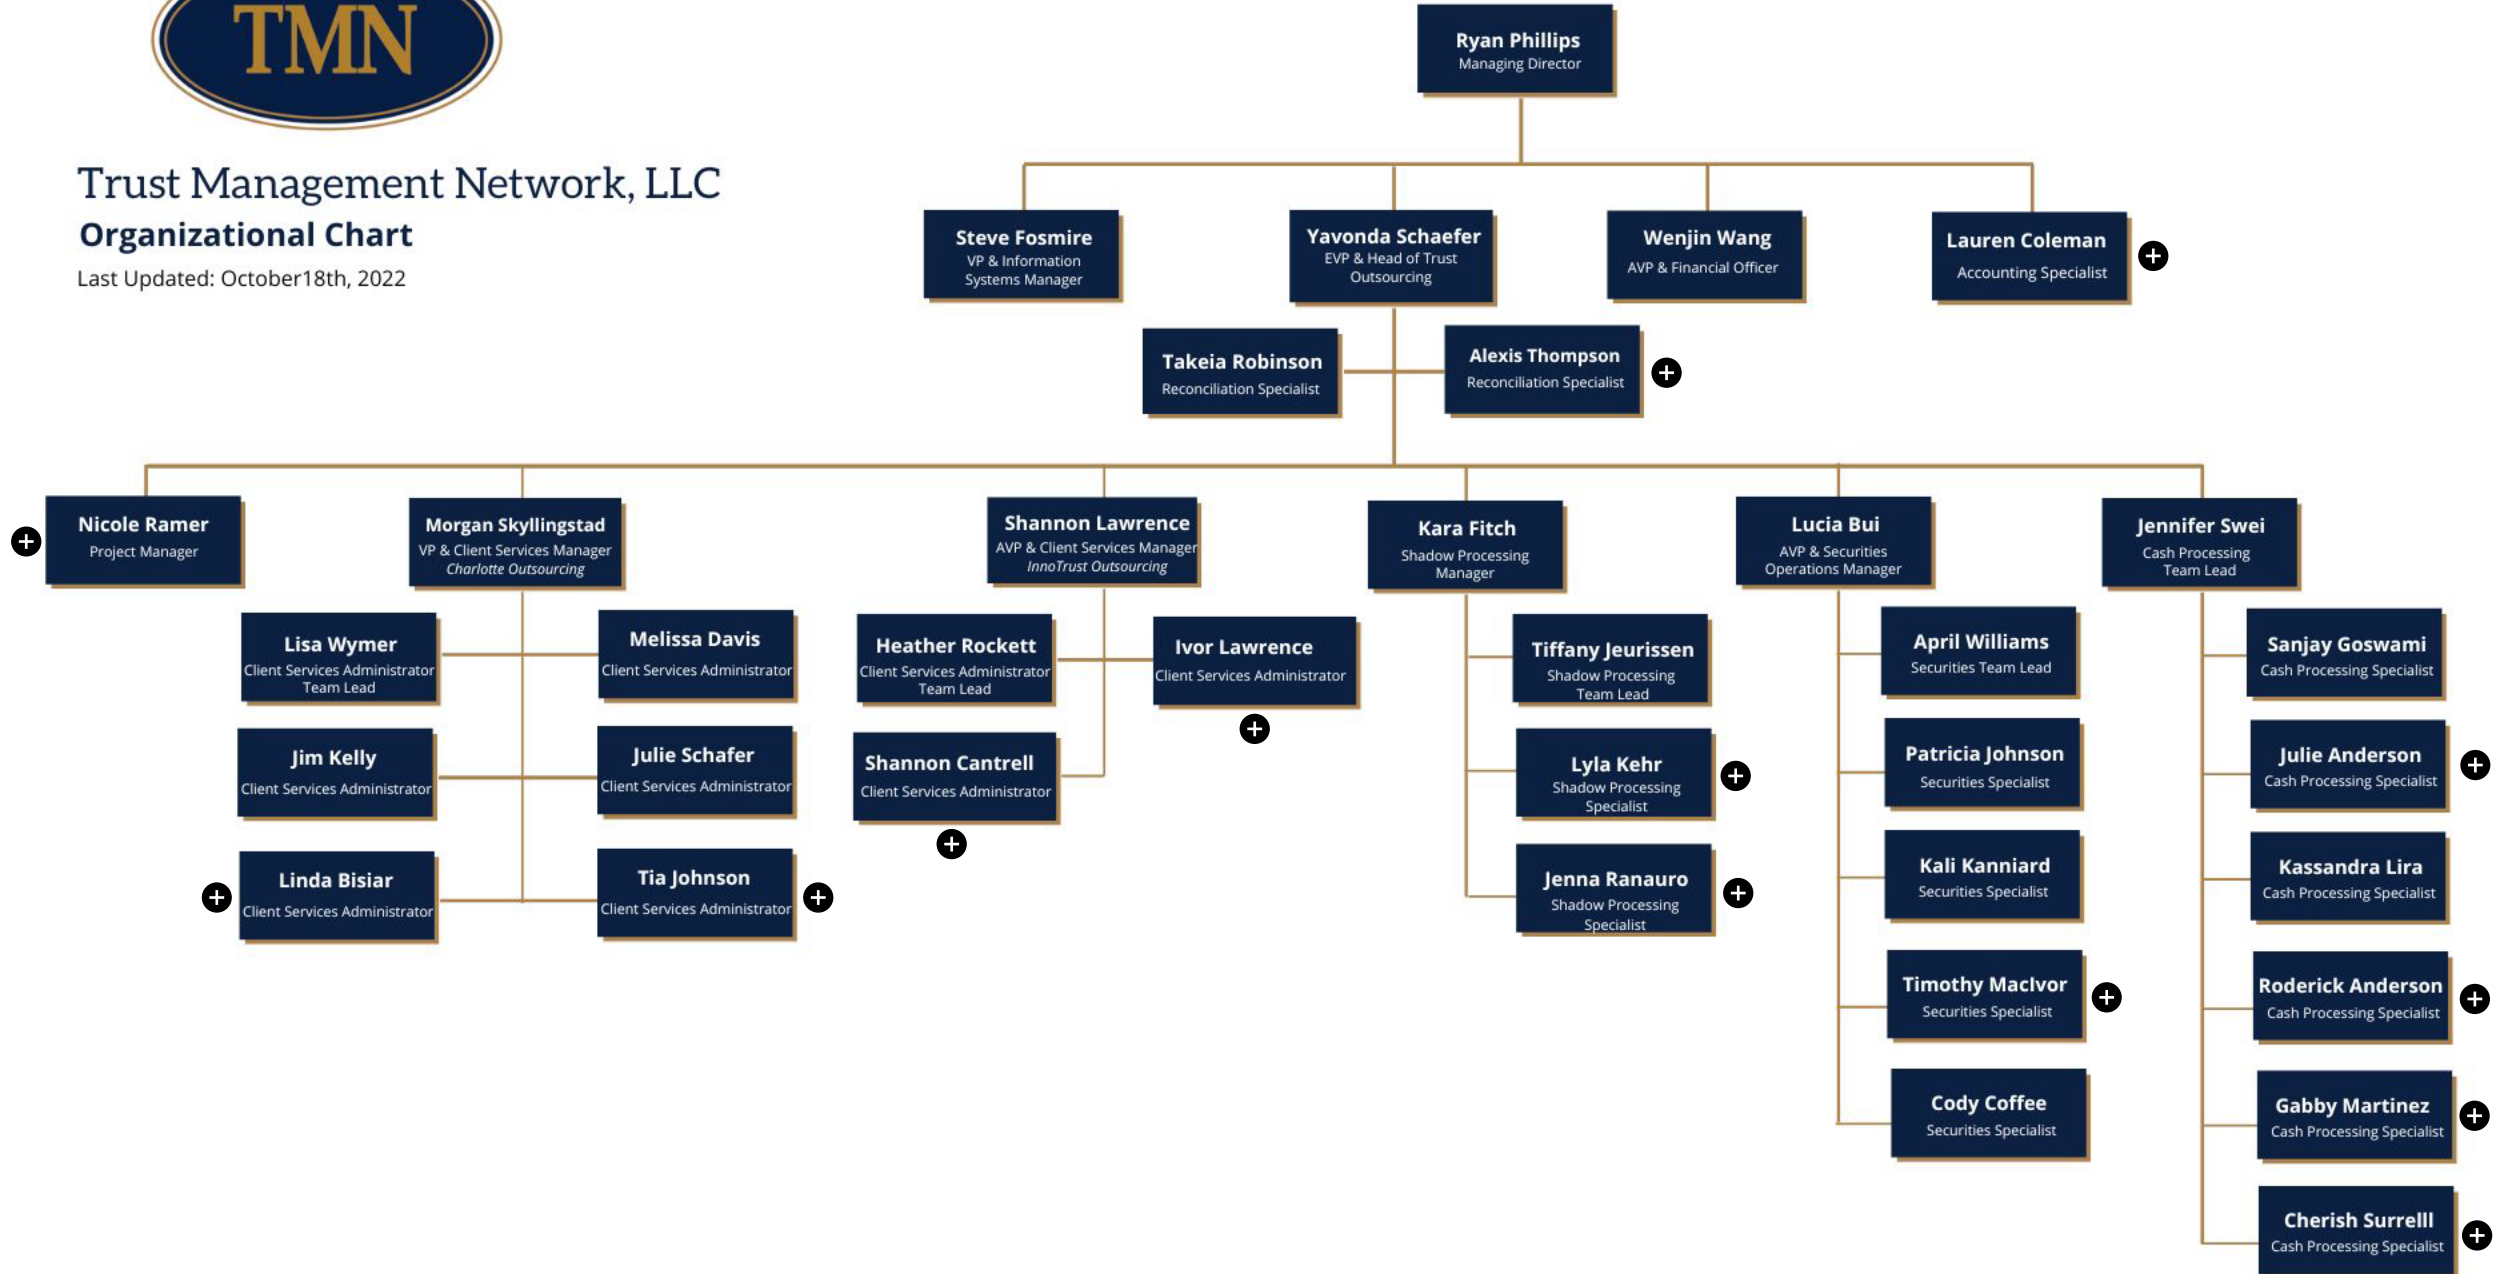 TMN
Trust Management Network, LLC
Organizational Chart
Last Updated: October18th, 2022
Ryan Phillips
Managing Director
Steve Fosmire
VP & Information
Systems Manager
Yavonda Schaefer
EVP & Head of Trust
Outsourcing
Wenjin Wang
AVP & Financial Officer
Lauren Coleman
Accounting Specialist
Takeia Robinson
Reconciliation Specialist
Alexis Thompson
Reconciliation Specialist
Nicole Ramer
Project Manager
Morgan Skyllingstad
VP & Client Services Manager
Charlotte Outsourcing
Shannon Lawrence
AVP & Client Services Manager
InnoTrust Outsourcing
Kara Fitch
Shadow Processing
Manager
Lucia Bui
AVP & Securities
Operations Manager
Jennifer Swei
Cash Processing
Team Lead
Lisa Wymer
Client Services Administrator
Team Lead
Melissa Davis
Client Services Administrator
Jim Kelly
Client Services Administrator
Julie Schafer
Client Services Administrator
Linda Bisiar
Client Services Administrator
Tia Johnson
Client Services Administrator
Heather Rockett
Client Services Administrator
Team Lead
Ivor Lawrence
Client Services Administrator
Shannon Cantrell
Client Services Administrator
Tiffany Jeurissen
Shadow Processing
Team Lead
Lyla Kehr
Shadow Processing
Specialist
Jenna Ranauro
Shadow Processing
Specialist
April Williams
Securities Team Lead
Patricia Johnson
Securities Specialist
Kali Kanniard
Securities Specialist
Timothy MacIvor
Securities Specialist
Cody Coffee
Securities Specialist
Sanjay Goswami
Cash Processing Specialist
Julie Anderson
Cash Processing Specialist
Kassandra Lira
Cash Processing Specialist
Roderick Anderson
Cash Processing Specialist
Gabby Martinez
Cash Processing Specialist
Cherish Surrelll
Cash Processing Specialist